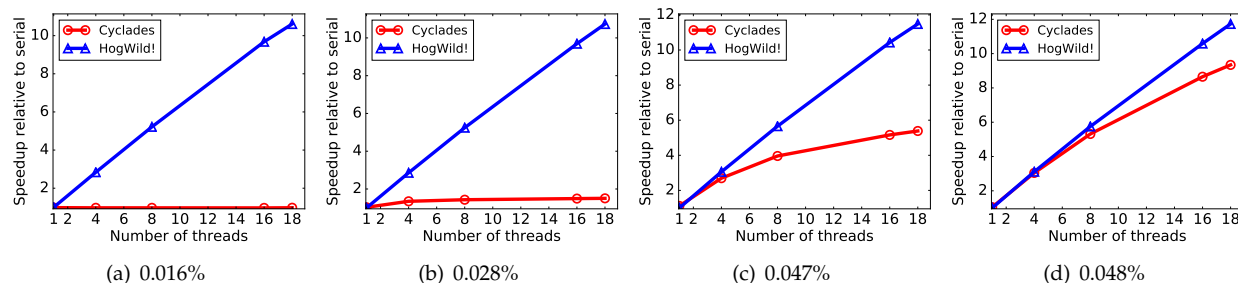 Speedup relative to serial
10
8
6
4
2
Cyclades
HogWild!
1 2 4 6 8 10 12 14 16 18
Number of threads
(a) 0.016%
Speedup relative to serial
10
8
6
4
2
Cyclades
HogWild!
1 2 4 6 8 10 12 14 16 18
Number of threads
(b) 0.028%
Speedup relative to serial
12
10
8
6
4
2
Cyclades
HogWild!
1 2 4 6 8 10 12 14 16 18
Number of threads
(c) 0.047%
Speedup relative to serial
12
10
8
6
4
2
Cyclades
HogWild!
1 2 4 6 8 10 12 14 16 18
Number of threads
(d) 0.048%